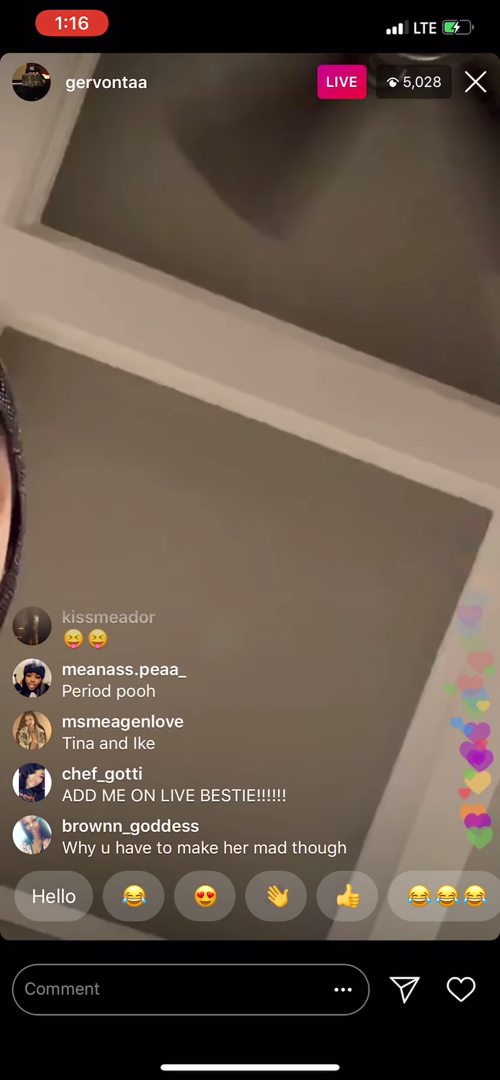 1:16
LTE
gervontaa
LIVE
5,028
kissmeador
😝😝
meanass.peaa_
Period pooh
msmeagenlove
Tina and Ike
chef_gotti
ADD ME ON LIVE BESTIE!!!!!!
brownn_goddess
Why u have to make her mad though
Hello 😂 😍 👋 👍 😂😂😂
Comment